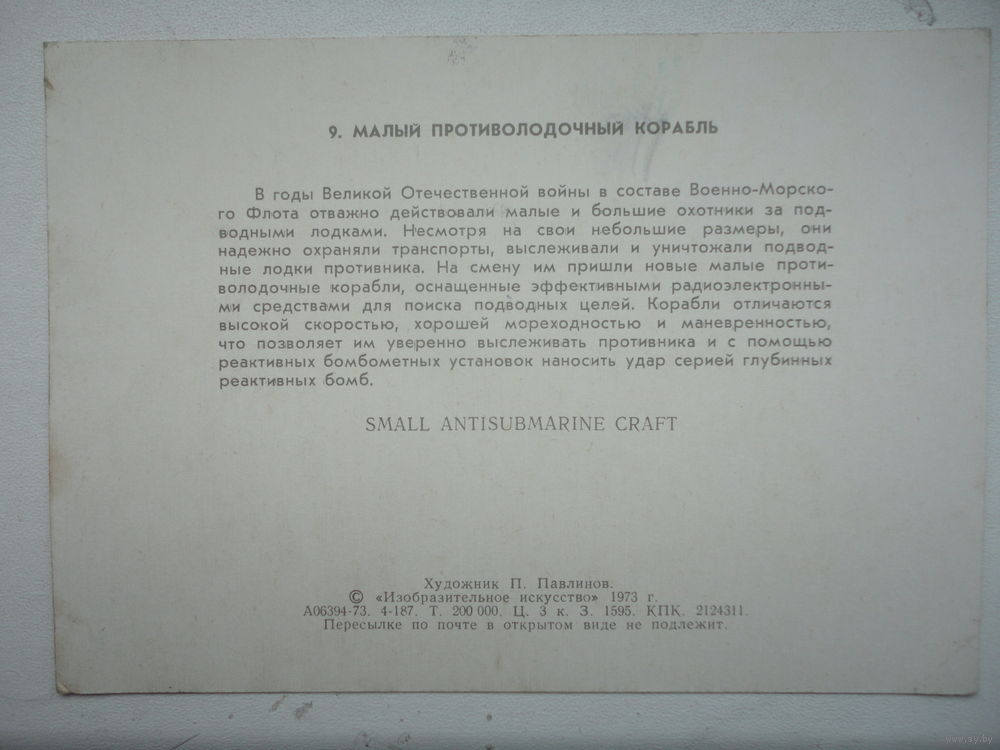 9. МАЛЫЙ ПРОТИВОЛОДОЧНЫЙ КОРАБЛЬ
В годы Великой Отечественной войны в составе Военно-Морско-
го Флота отважно действовали малые и большие охотники за под-
водными лодками. Несмотря на свои небольшие размеры, они
надежно охраняли транспорты, выслеживали и уничтожали подвод-
ные лодки противника. На смену им пришли новые малые проти-
володочные корабли, оснащенные эффективными радиоэлектронны-
ми средствами для поиска подводных целей. Корабли отличаются
высокой скоростью, хорошей мореходностью и маневренностью,
что позволяет им уверенно выслеживать противника и с помощью
реактивных бомбометных установок наносить удар серией глубинных
реактивных бомб.
SMALL ANTISUBMARINE CRAFT
Художник П. Павлинов.
© «Изобразительное искусство» 1973 г.
А06394-73. 4-187. Т. 200 000. Ц. 3 к. З. 1595. КПК. 2124311.
Пересылке по почте в открытом виде не подлежит.
www.ay.by